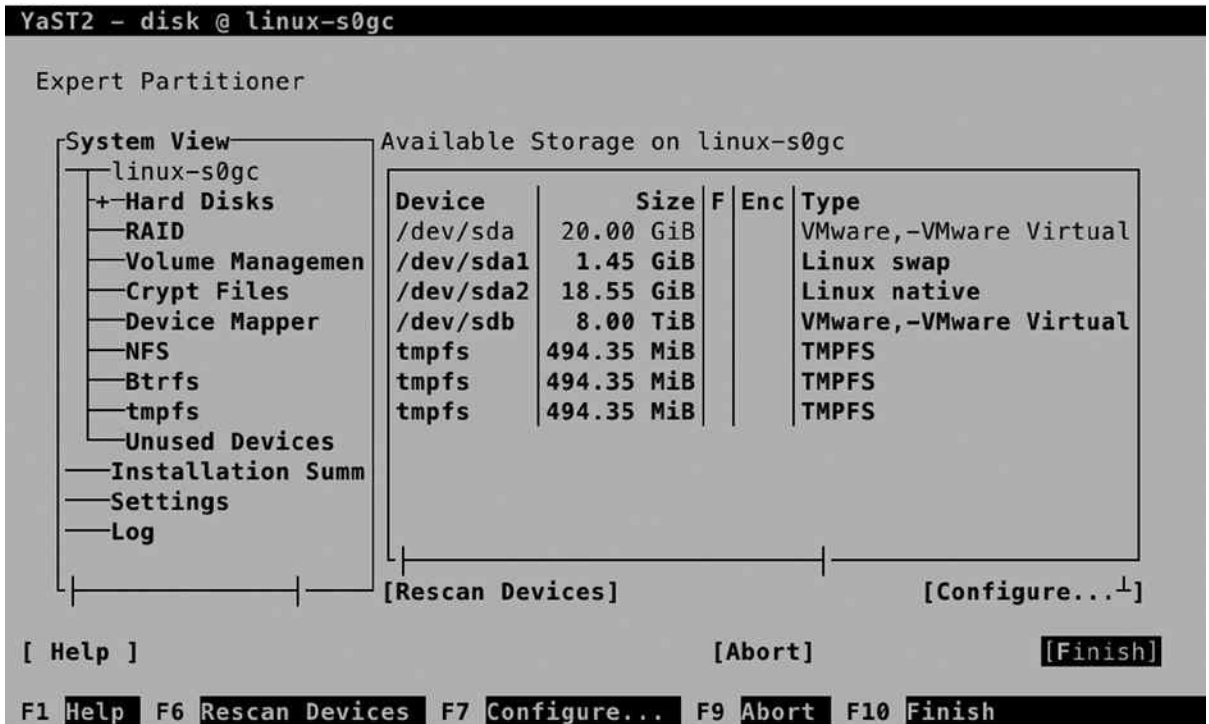 YaST2 - disk @ linux-s0gc
Expert Partitioner
System View
linux-s0gc
+ Hard Disks
RAID
Volume Managemen
Crypt Files
Device Mapper
NFS
Btrfs
tmpfs
Unused Devices
Installation Summ
Settings
Log
Available Storage on linux-s0gc
Device Size F Enc Type
/dev/sda 20.00 GiB VMware,-VMware Virtual
/dev/sda1 1.45 GiB Linux swap
/dev/sda2 18.55 GiB Linux native
/dev/sdb 8.00 TiB VMware,-VMware Virtual
tmpfs 494.35 MiB TMPFS
tmpfs 494.35 MiB TMPFS
tmpfs 494.35 MiB TMPFS
[Rescan Devices] [Configure...]
[ Help ] [Abort] [Finish]
F1 Help F6 Rescan Devices F7 Configure... F9 Abort F10 Finish